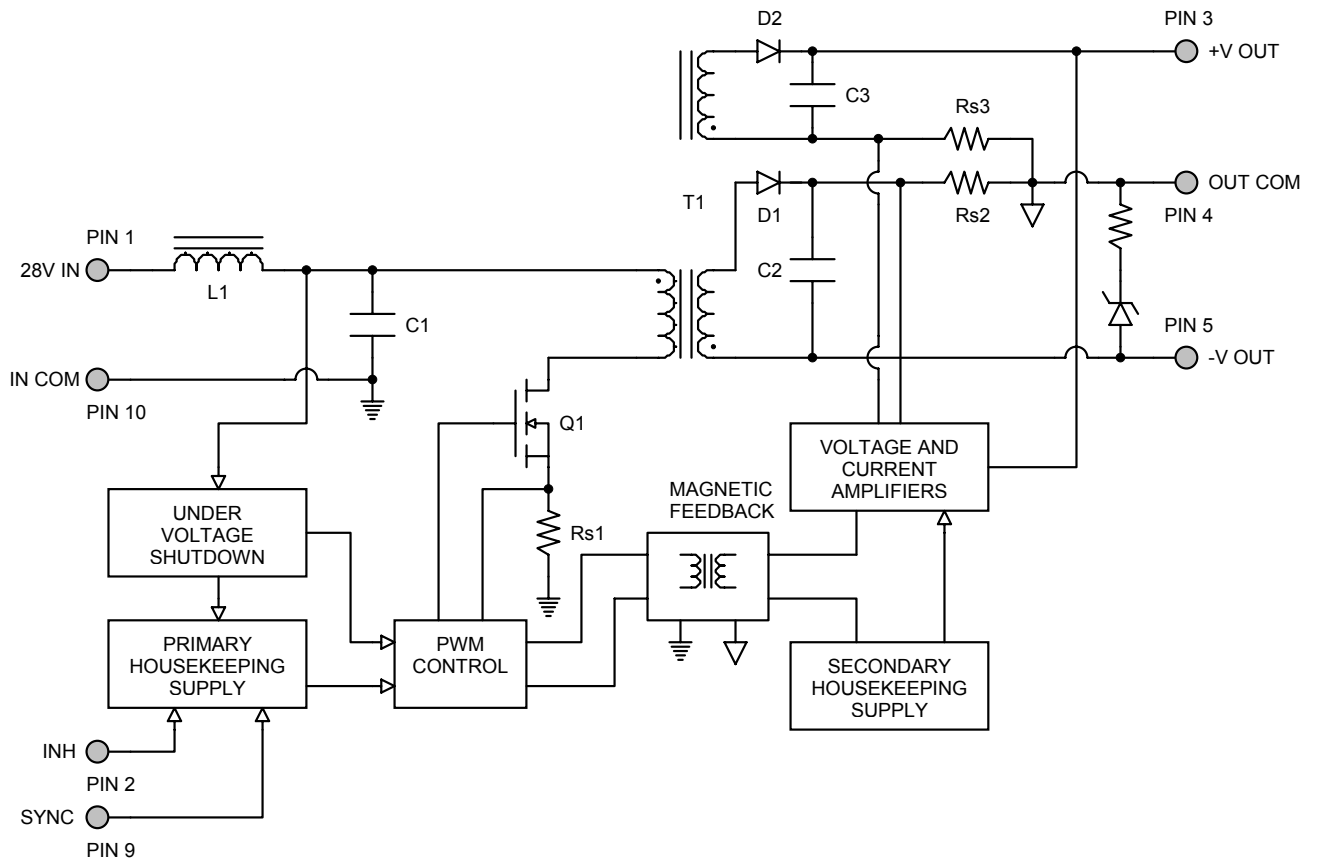 D2
PIN 3
+V OUT
C3
Rs3
T1
D1
Rs2
OUT COM
PIN 4
PIN 1
28V IN
L1
C2
C1
PIN 5
-V OUT
IN COM
PIN 10
Q1
VOLTAGE AND
CURRENT
AMPLIFIERS
MAGNETIC
FEEDBACK
UNDER
VOLTAGE
SHUTDOWN
Rs1
PRIMARY
HOUSEKEEPING
SUPPLY
PWM
CONTROL
SECONDARY
HOUSEKEEPING
SUPPLY
INH
PIN 2
SYNC
PIN 9